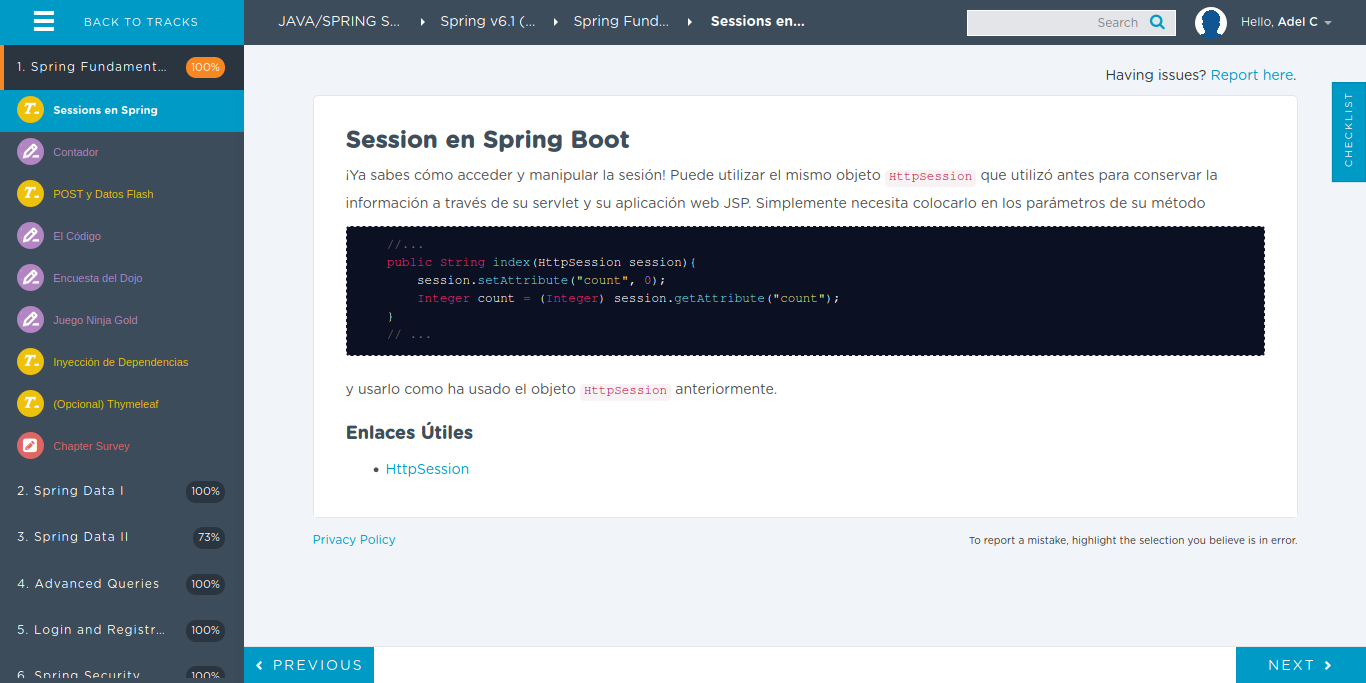 BACK TO TRACKS
JAVA/SPRING S... Spring v6.1 (... Spring Fund... Sessions en...
Search
Hello, Adel C
1. Spring Fundament... 100%
Sessions en Spring
Contador
POST y Datos Flash
El Código
Encuesta del Dojo
Juego Ninja Gold
Inyección de Dependencias
(Opcional) Thymeleaf
Chapter Survey
2. Spring Data I 100%
3. Spring Data II 73%
4. Advanced Queries 100%
5. Login and Registr... 100%
6. Spring Security 100%
Having issues? Report here.
CHECKLIST
Session en Spring Boot
¡Ya sabes cómo acceder y manipular la sesión! Puede utilizar el mismo objeto HttpSession que utilizó antes para conservar la
información a través de su servlet y su aplicación web JSP. Simplemente necesita colocarlo en los parámetros de su método
//...
public String index(HttpSession session){
session.setAttribute("count", 0);
Integer count = (Integer) session.getAttribute("count");
}
// ...
y usarlo como ha usado el objeto HttpSession anteriormente.
Enlaces Útiles
• HttpSession
Privacy Policy
To report a mistake, highlight the selection you believe is in error.
PREVIOUS
NEXT